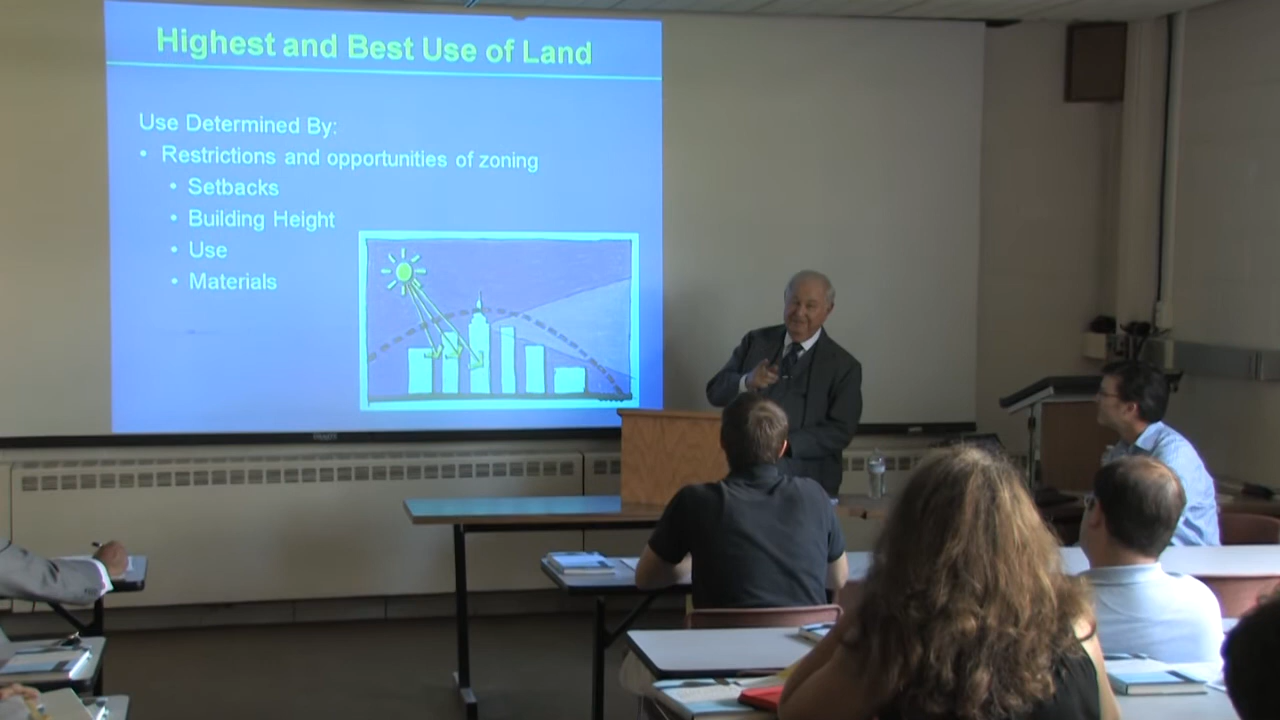 Highest and Best Use of Land
Use Determined By:
• Restrictions and opportunities of zoning
• Setbacks
• Building Height
• Use
• Materials